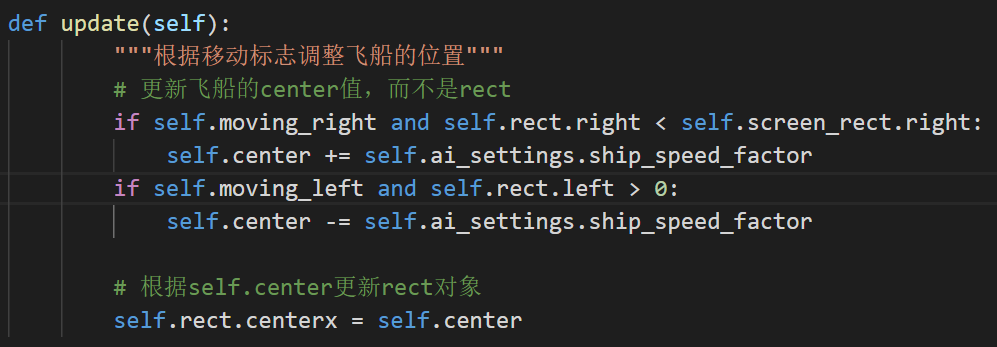 def update(self):
"""根据移动标志调整飞船的位置"""
# 更新飞船的center值，而不是rect
if self.moving_right and self.rect.right < self.screen_rect.right:
self.center += self.ai_settings.ship_speed_factor
if self.moving_left and self.rect.left > 0:
self.center -= self.ai_settings.ship_speed_factor
# 根据self.center更新rect对象
self.rect.centerx = self.center